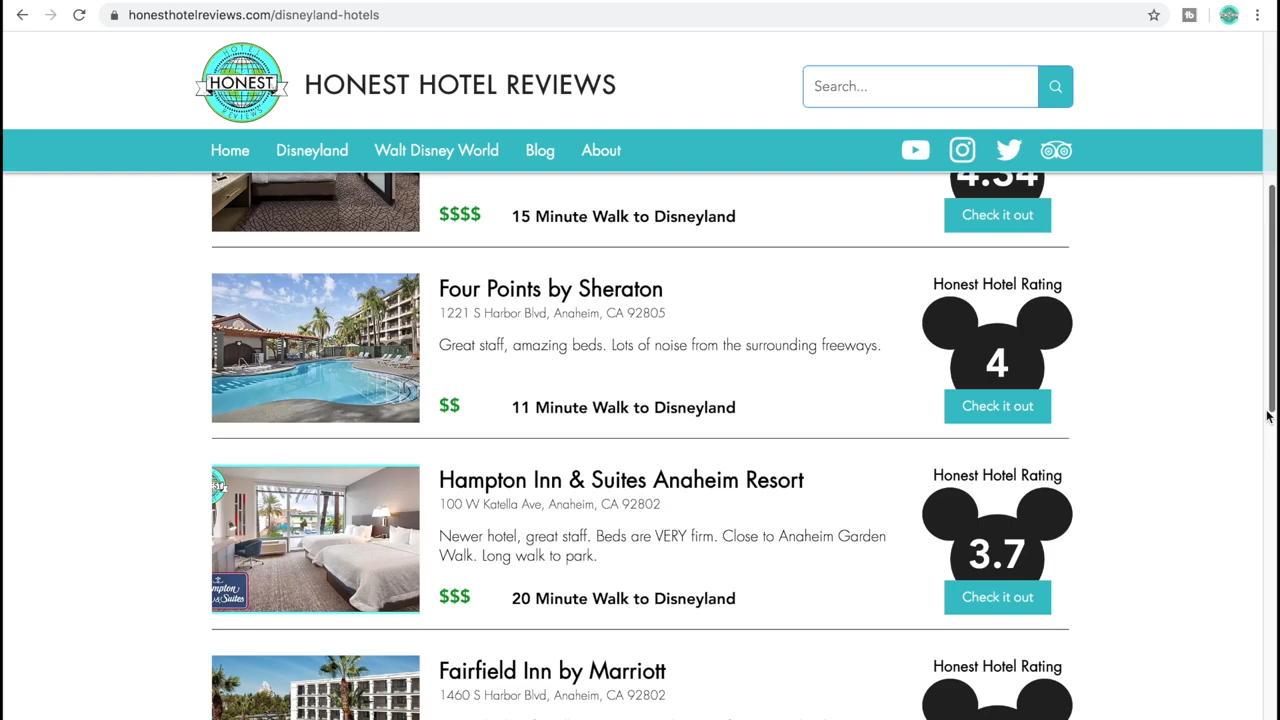 honesthotelreviews.com/disneyland-hotels
HOTEL
HONEST
REVIEWS
HONEST HOTEL REVIEWS
Search...
Home
Disneyland
Walt Disney World
Blog
About
$$$$
15 Minute Walk to Disneyland
4.34
Check it out
Four Points by Sheraton
1221 S Harbor Blvd, Anaheim, CA 92805
Great staff, amazing beds. Lots of noise from the surrounding freeways.
$$
11 Minute Walk to Disneyland
Honest Hotel Rating
4
Check it out
Hampton Inn & Suites Anaheim Resort
100 W Katella Ave, Anaheim, CA 92802
Newer hotel, great staff. Beds are VERY firm. Close to Anaheim Garden
Walk. Long walk to park.
$$$
20 Minute Walk to Disneyland
Honest Hotel Rating
3.7
Check it out
Fairfield Inn by Marriott
1460 S Harbor Blvd, Anaheim, CA 92802
Honest Hotel Rating